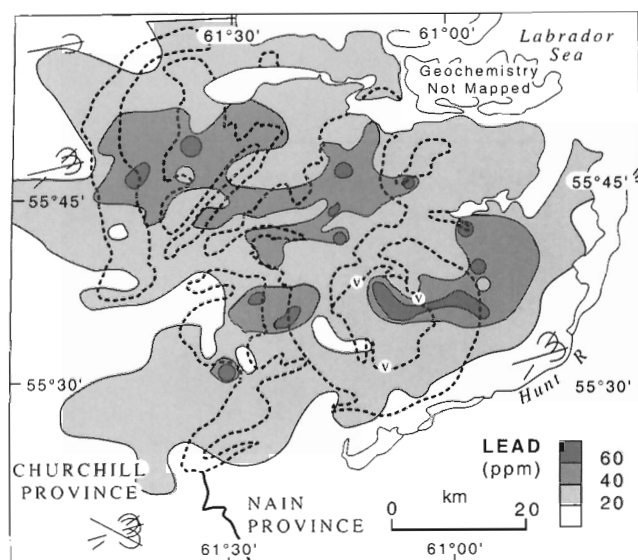 61°30'
61°00'
Labrador
Sea
Geochemistry
Not Mapped
55°45'
55°45'
v
v
v
55°30'
55°30'
Hunt R
LEAD
(ppm)
60
40
20
km
0 20
CHURCHILL
PROVINCE
NAIN
PROVINCE
61°30'
61°00'